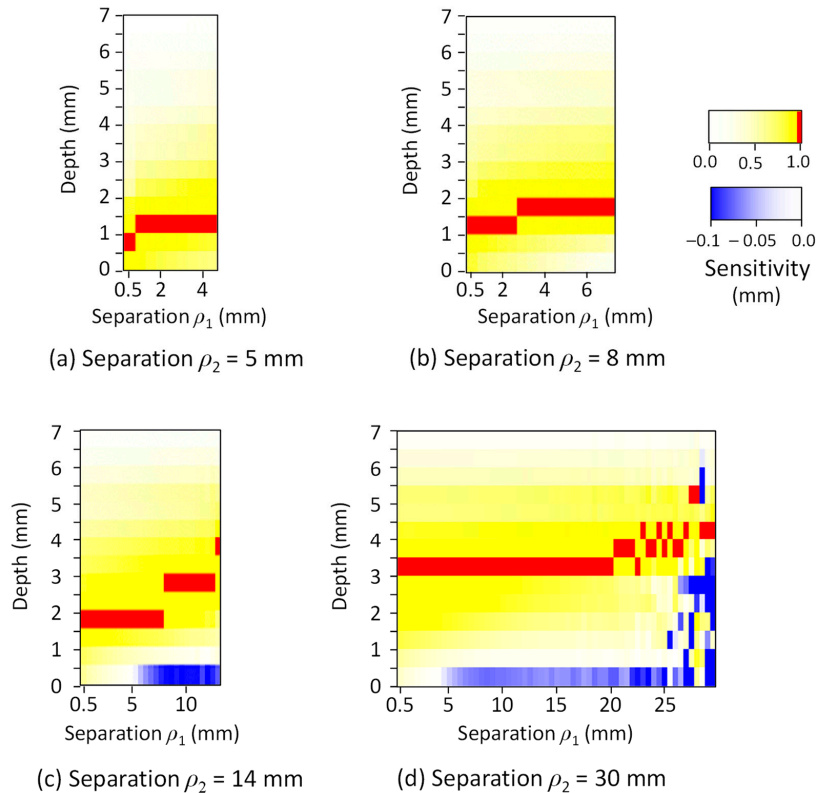 7
6
5
4
3
2
1
0
Depth (mm)
0.5 2 4
Separation ρ1 (mm)
(a) Separation ρ2 = 5 mm
7
6
5
4
3
2
1
0
Depth (mm)
0.5 2 4 6
Separation ρ1 (mm)
(b) Separation ρ2 = 8 mm
0.0 0.5 1.0
−0.1 −0.05 0.0
Sensitivity
(mm)
7
6
5
4
3
2
1
0
Depth (mm)
0.5 5 10
Separation ρ1 (mm)
(c) Separation ρ2 = 14 mm
7
6
5
4
3
2
1
0
Depth (mm)
0.5 5 10 15 20 25
Separation ρ1 (mm)
(d) Separation ρ2 = 30 mm